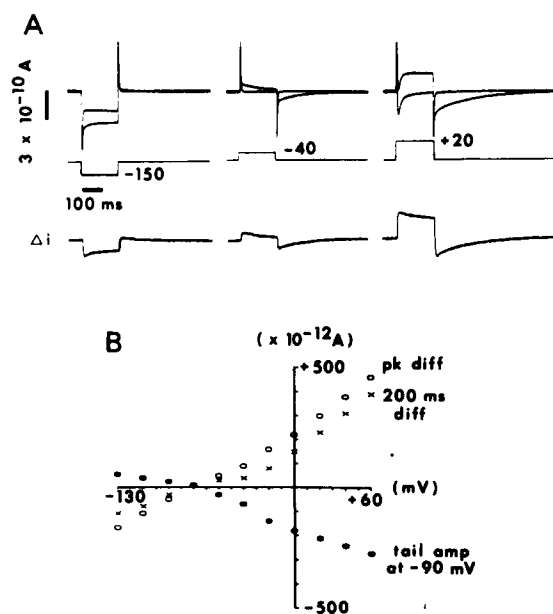 A
3 × 10⁻¹⁰ A
-150
-40
+20
100 ms
Δi
B
(× 10⁻¹²A)
+500
pk diff
200 ms
diff
-130
+60
(mV)
tail amp
at -90 mV
-500